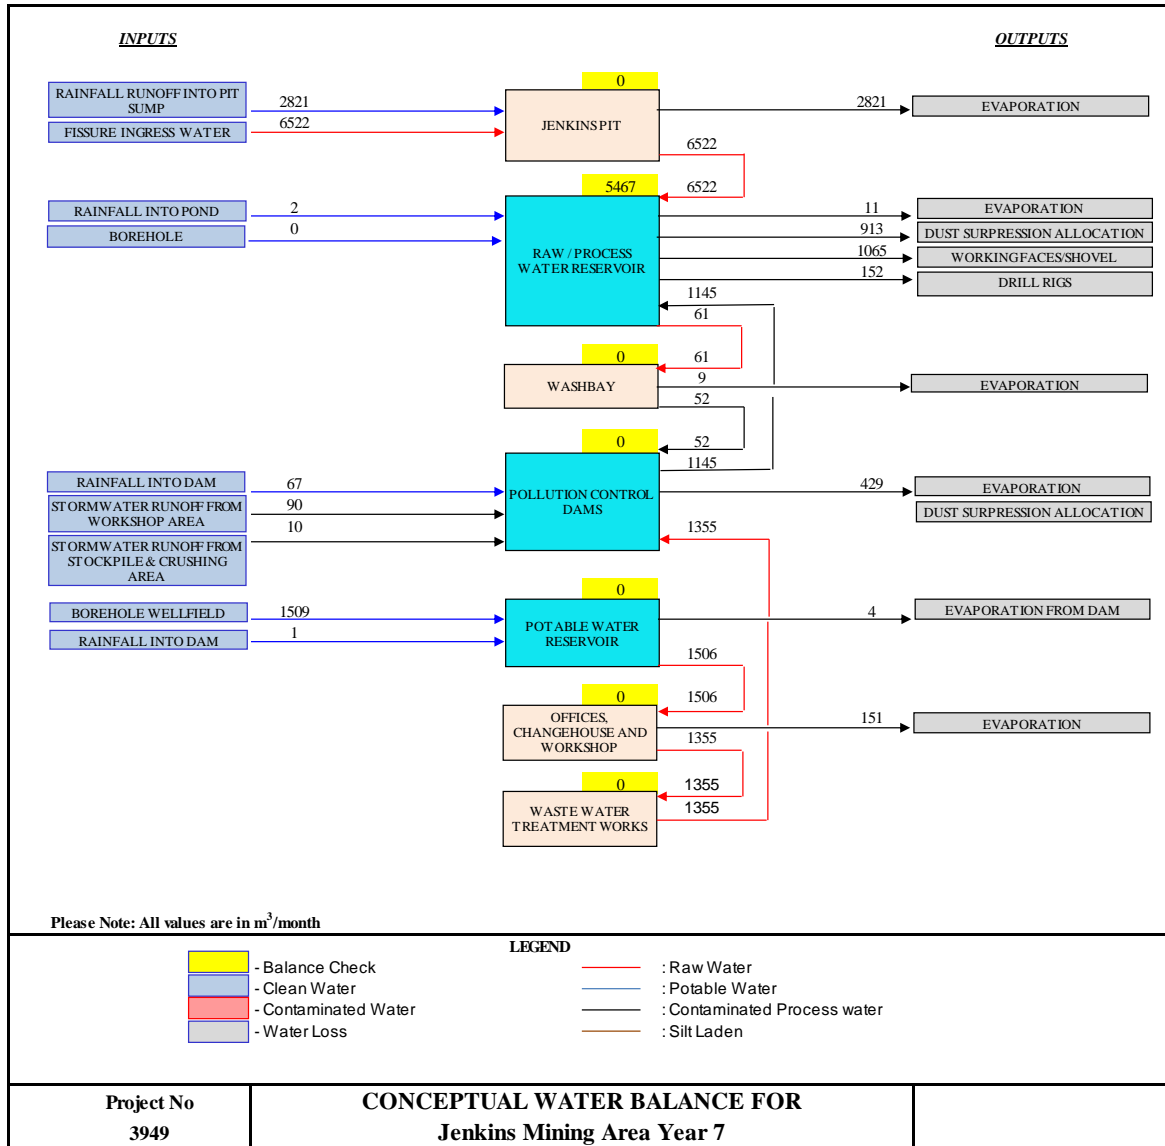 INPUTS
OUTPUTS
0
RAINFALL RUNOFF INTO PIT
SUMP
2821
JENKINS PIT
2821
EVAPORATION
FISSURE INGRESS WATER
6522
6522
5467
6522
RAINFALL INTO POND
2
RAW / PROCESS
WATER RESERVOIR
11
EVAPORATION
BOREHOLE
0
913
DUST SURPRESSION ALLOCATION
1065
WORKING FACES/SHOVEL
152
DRILL RIGS
1145
61
0
61
WASHBAY
9
EVAPORATION
52
0
52
1145
RAINFALL INTO DAM
67
POLLUTION CONTROL
DAMS
429
EVAPORATION
STORMWATER RUNOFF FROM
WORKSHOP AREA
90
DUST SURPRESSION ALLOCATION
10
STORMWATER RUNOFF FROM
STOCKPILE & CRUSHING
AREA
1355
0
BOREHOLE WELLFIELD
1509
POTABLE WATER
RESERVOIR
4
EVAPORATION FROM DAM
RAINFALL INTO DAM
1
1506
0
1506
OFFICES,
CHANGEHOUSE AND
WORKSHOP
151
EVAPORATION
1355
0
1355
WASTE WATER
TREATMENT WORKS
1355
Please Note: All values are in m³/month
LEGEND
- Balance Check
: Raw Water
- Clean Water
: Potable Water
- Contaminated Water
: Contaminated Process water
- Water Loss
: Silt Laden
Project No
3949
CONCEPTUAL WATER BALANCE FOR
Jenkins Mining Area Year 7